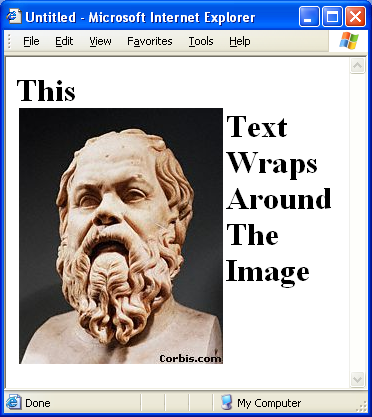 Untitled - Microsoft Internet Explorer
File Edit View Favorites Tools Help
This
Text
Wraps
Around
The
Image
Corbis.com
Done My Computer